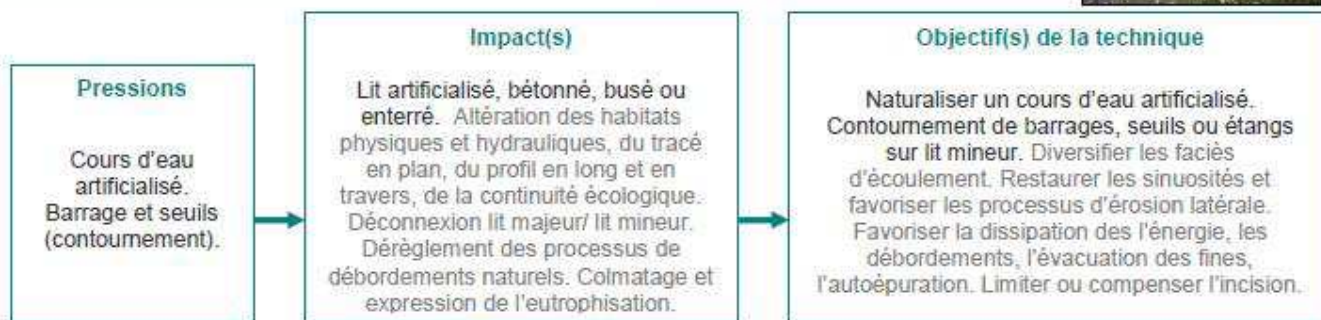 Pressions
Cours d'eau
artificialisé.
Barrage et seuils
(contournement).
Impact(s)
Lit artificialisé, bétonné, busé ou
enterré. Altération des habitats
physiques et hydrauliques, du tracé
en plan, du profil en long et en
travers, de la continuité écologique.
Déconnexion lit majeur/ lit mineur.
Dérèglement des processus de
débordements naturels. Colmatage et
expression de l'eutrophisation.
Objectif(s) de la technique
Naturaliser un cours d'eau artificialisé.
Contournement de barrages, seuils ou étangs
sur lit mineur. Diversifier les faciès
d'écoulement. Restaurer les sinuosités et
favoriser les processus d'érosion latérale.
Favoriser la dissipation des l'énergie, les
débordements, l'évacuation des fines,
l'autoépuration. Limiter ou compenser l'incision.